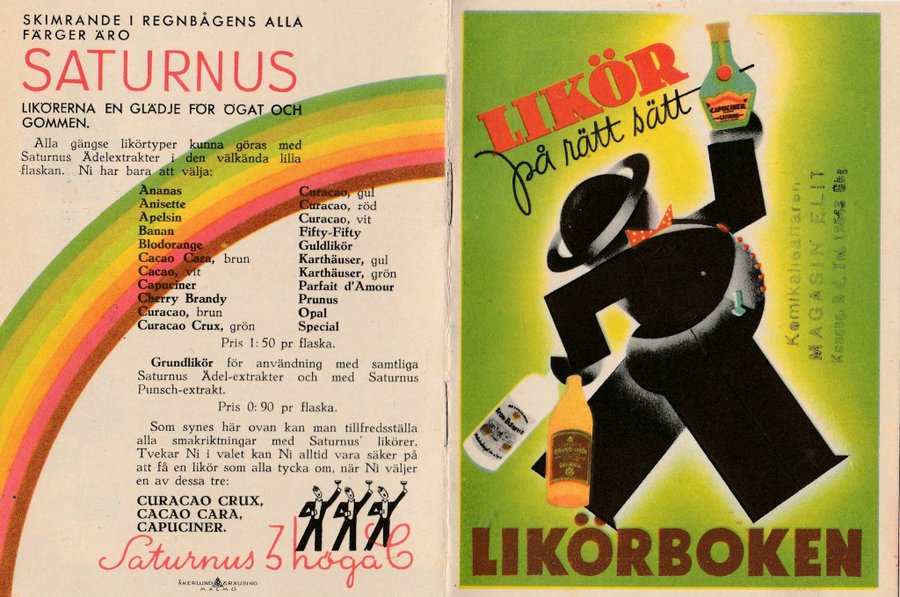 SKIMRANDE I REGNBÅGENS ALLA
FÄRGER ÄRO
SATURNUS
LIKÖRERNA EN GLÄDJE FÖR ÖGAT OCH
GOMMEN.
Alla gängse likörtyper kunna göras med
Saturnus Ädelextrakter i den välkända lilla
flaskan. Ni har bara att välja:
Ananas
Anisette
Apelsin
Banan
Blodorange
Cacao Cara, brun
Cacao, vit
Capuciner
Cherry Brandy
Curacao, brun
Curacao Crux, grön
Curacao, gul
Curacao, röd
Curacao, vit
Fifty-Fifty
Guldlikör
Karthäuser, gul
Karthäuser, grön
Parfait d'Amour
Prunus
Opal
Special
Pris 1:50 pr flaska.
Grundlikör för användning med samtliga
Saturnus Ädel-extrakter och med Saturnus
Punsch-extrakt.
Pris 0:90 pr flaska.
Som synes här ovan kan man tillfredsställa
alla smakriktningar med Saturnus' likörer.
Tvekar Ni i valet kan Ni alltid vara säker på
att få en likör som alla tycka om, när Ni väljer
en av dessa tre:
CURACAO CRUX,
CACAO CARA,
CAPUCINER.
Saturnus 3 höga C
ÅKERLUND & RAUSING
MALMÖ
LIKÖR
på rätt sätt
CAPUCINER
Kemikalieaffären
MAGASIN ELIT
LIKÖRBOKEN